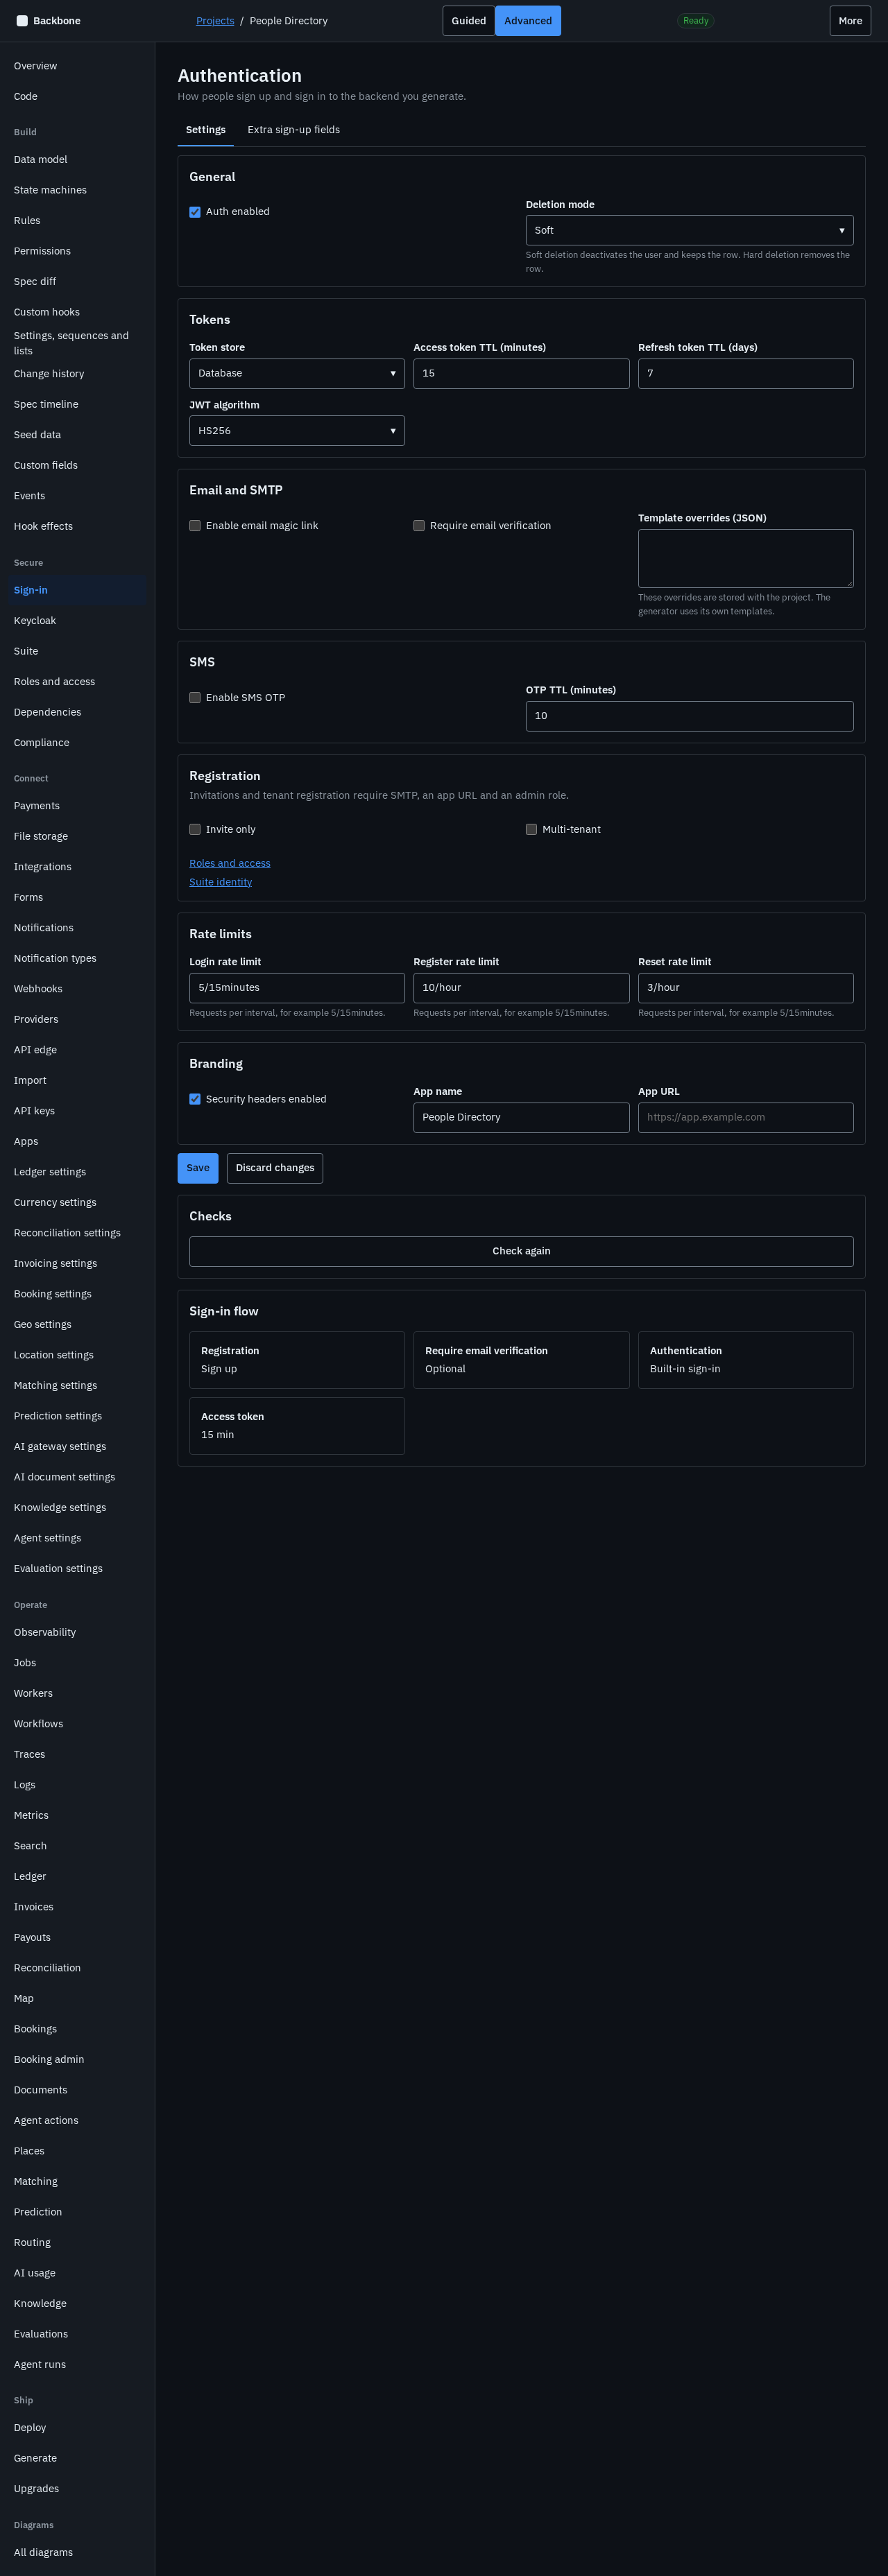 Backbone
Projects / People Directory
Guided
Advanced
Ready
More
Overview
Code
Build
Data model
State machines
Rules
Permissions
Spec diff
Custom hooks
Settings, sequences and
lists
Change history
Spec timeline
Seed data
Custom fields
Events
Hook effects
Secure
Sign-in
Keycloak
Suite
Roles and access
Dependencies
Compliance
Connect
Payments
File storage
Integrations
Forms
Notifications
Notification types
Webhooks
Providers
API edge
Import
API keys
Apps
Ledger settings
Currency settings
Reconciliation settings
Invoicing settings
Booking settings
Geo settings
Location settings
Matching settings
Prediction settings
AI gateway settings
AI document settings
Knowledge settings
Agent settings
Evaluation settings
Operate
Observability
Jobs
Workers
Workflows
Traces
Logs
Metrics
Search
Ledger
Invoices
Payouts
Reconciliation
Map
Bookings
Booking admin
Documents
Agent actions
Places
Matching
Prediction
Routing
AI usage
Knowledge
Evaluations
Agent runs
Ship
Deploy
Generate
Upgrades
Diagrams
All diagrams
Authentication
How people sign up and sign in to the backend you generate.
Settings
Extra sign-up fields
General
Auth enabled
Deletion mode
Soft
Soft deletion deactivates the user and keeps the row. Hard deletion removes the
row.
Tokens
Token store
Database
Access token TTL (minutes)
15
Refresh token TTL (days)
7
JWT algorithm
HS256
Email and SMTP
Enable email magic link
Require email verification
Template overrides (JSON)
These overrides are stored with the project. The
generator uses its own templates.
SMS
Enable SMS OTP
OTP TTL (minutes)
10
Registration
Invitations and tenant registration require SMTP, an app URL and an admin role.
Invite only
Multi-tenant
Roles and access
Suite identity
Rate limits
Login rate limit
5/15minutes
Requests per interval, for example 5/15minutes.
Register rate limit
10/hour
Requests per interval, for example 5/15minutes.
Reset rate limit
3/hour
Requests per interval, for example 5/15minutes.
Branding
Security headers enabled
App name
People Directory
App URL
https://app.example.com
Save
Discard changes
Checks
Check again
Sign-in flow
Registration
Sign up
Require email verification
Optional
Authentication
Built-in sign-in
Access token
15 min